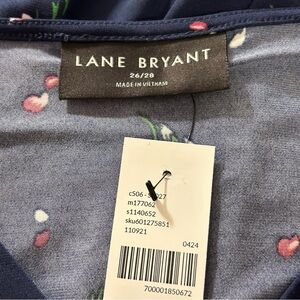 LANE BRYANT
26/28
MADE IN VIETNAM
m177062
s1140652
sku601275851
110921
0424
700001850672